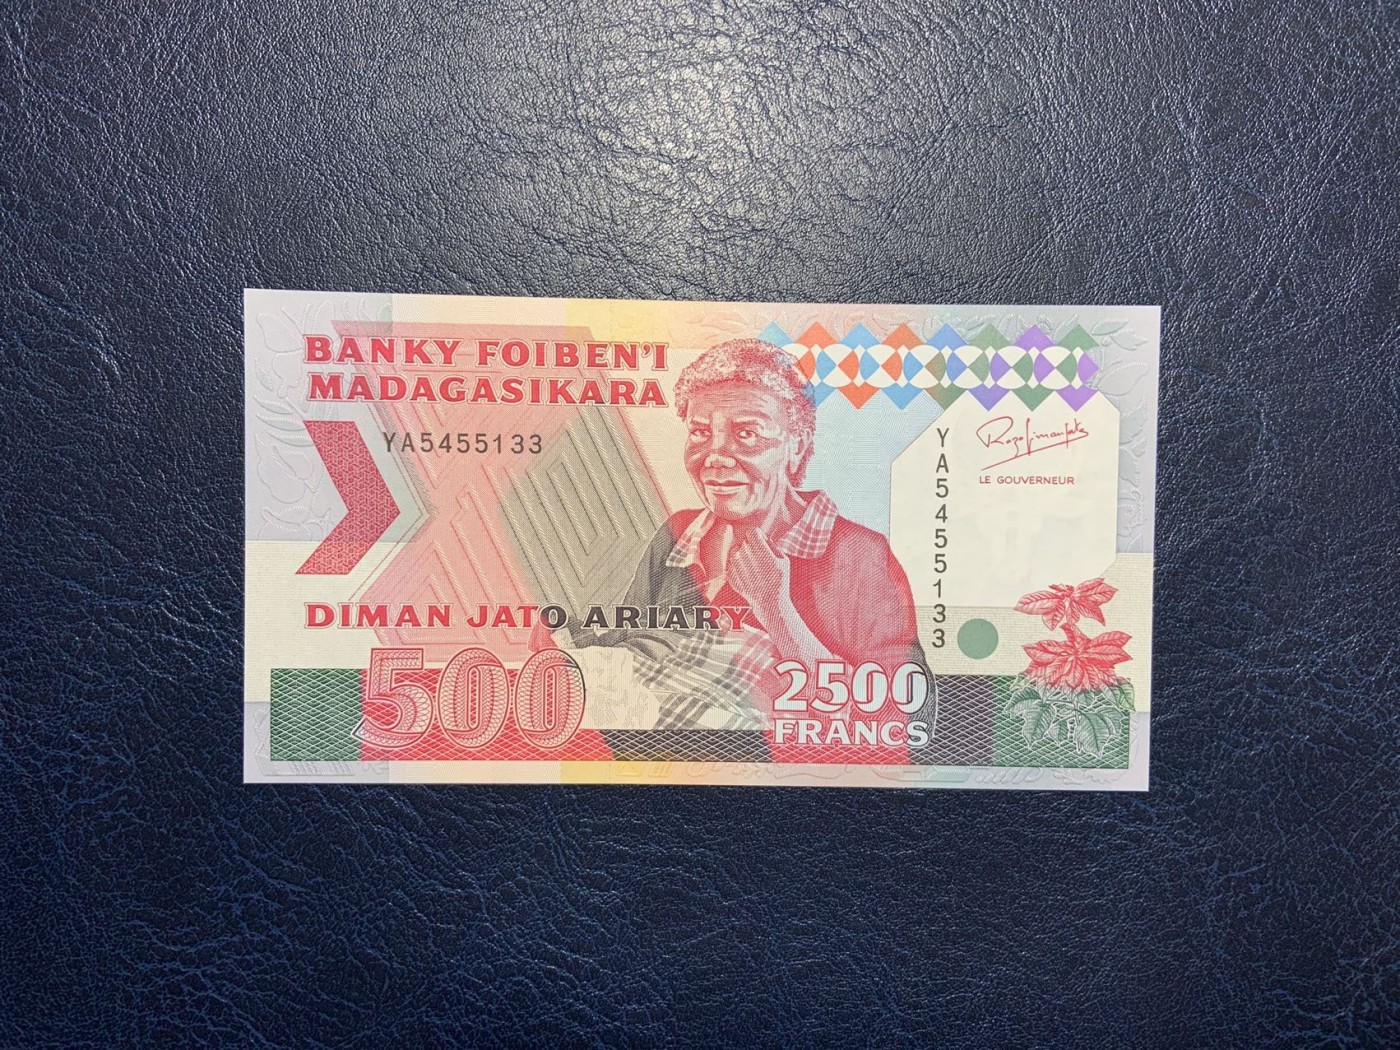 BANKY FOIBEN'I
MADAGASIKARA
YA5455133
YA5455133
LE GOUVERNEUR
DIMAN JATO ARIARY
500
2500
FRANCS